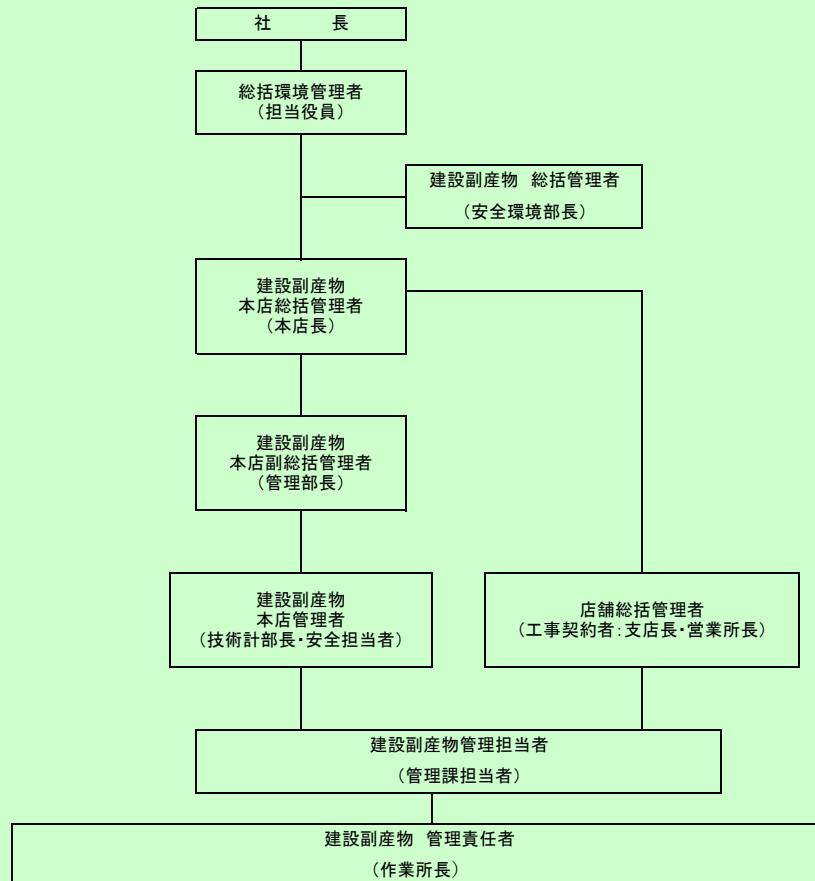 社　　　長
総括環境管理者
（担当役員）
建設副産物　総括管理者
（安全環境部長）
建設副産物
本店総括管理者
（本店長）
建設副産物
本店副総括管理者
（管理部長）
建設副産物
本店管理者
（技術計部長・安全担当者）
店舗総括管理者
（工事契約者：支店長・営業所長）
建設副産物管理担当者
（管理課担当者）
建設副産物　管理責任者
（作業所長）